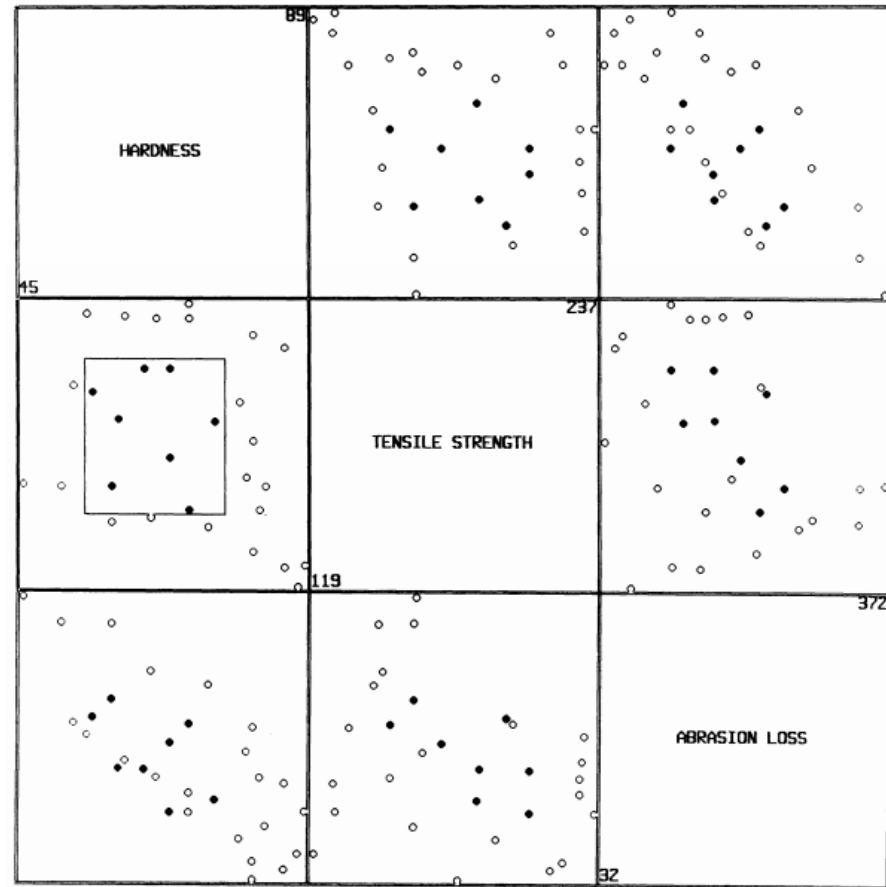 89
HARDNESS
45
237
TENSILE STRENGTH
119
372
ABRASION LOSS
32